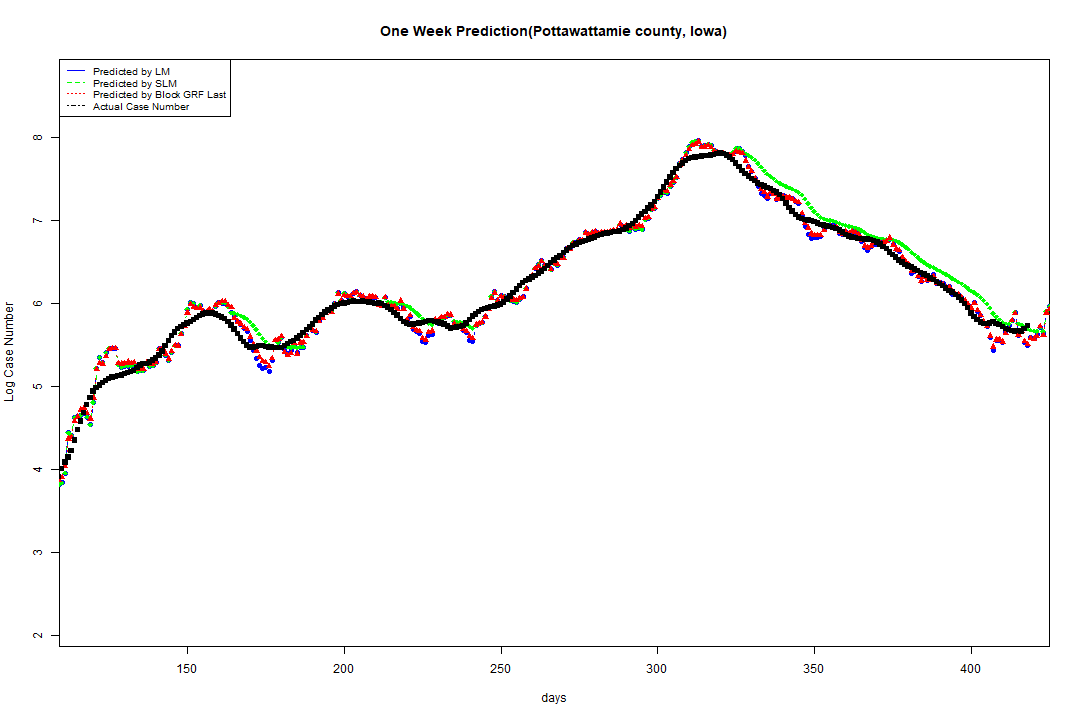 One Week Prediction(Pottawattamie county, Iowa)
Predicted by LM
Predicted by SLM
Predicted by Block GRF Last
Actual Case Number
8
7
6
5
4
3
2
Log Case Number
150 200 250 300 350 400
days